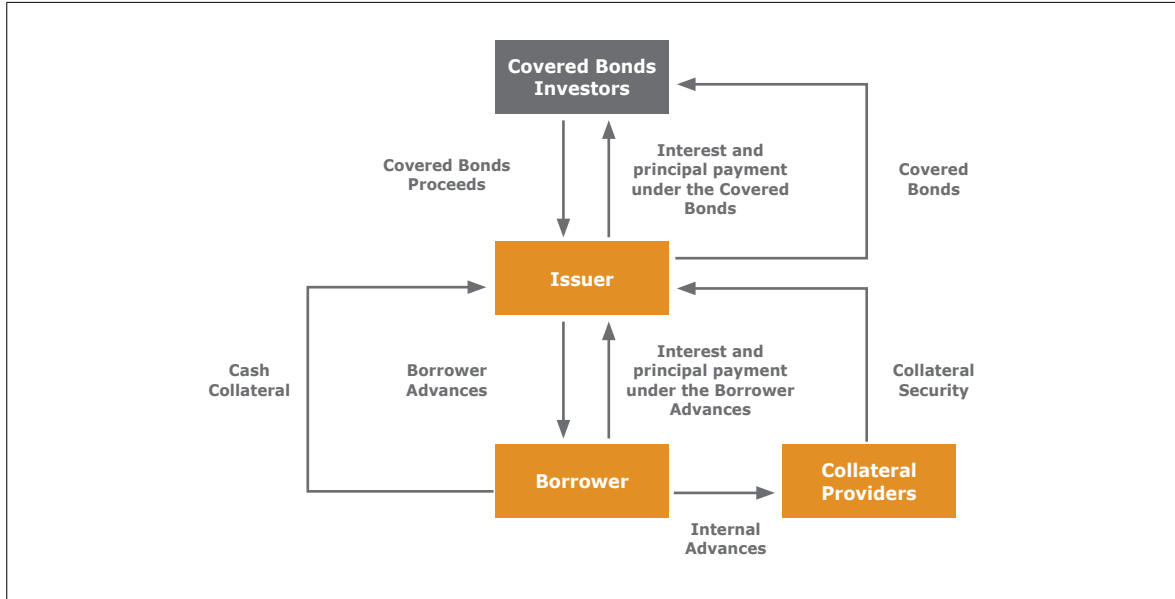 Covered Bonds
Investors
Covered Bonds
Proceeds
Interest and
principal payment
under the Covered
Bonds
Covered
Bonds
Issuer
Cash
Collateral
Borrower
Advances
Interest and
principal payment
under the Borrower
Advances
Collateral
Security
Borrower
Collateral
Providers
Internal
Advances